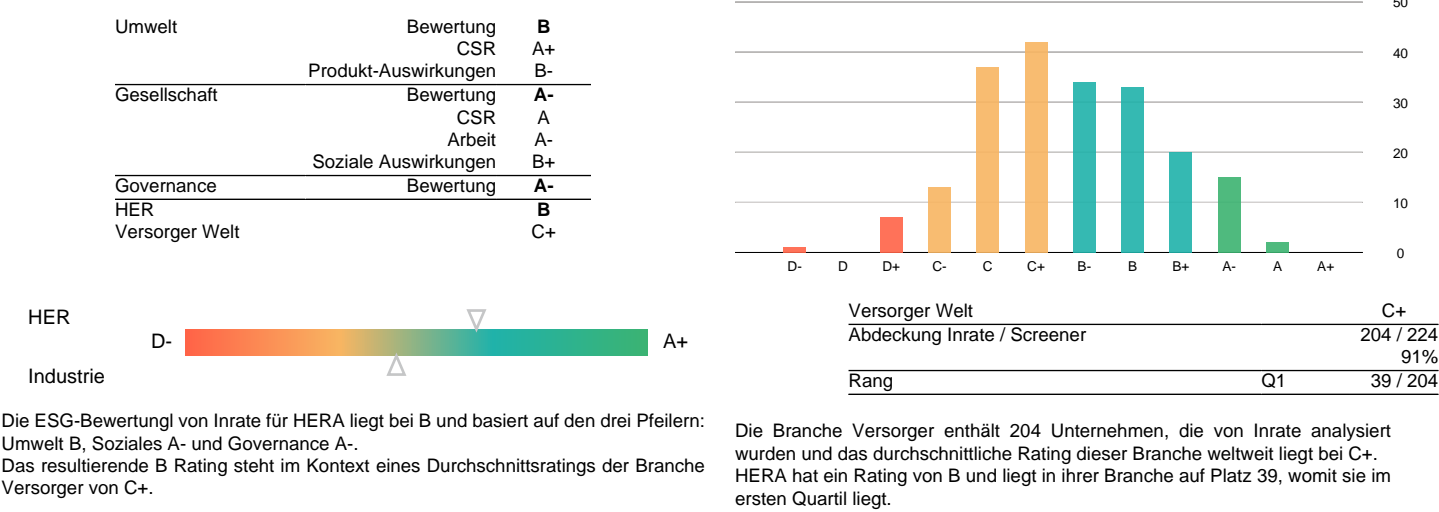 Umwelt Bewertung B
CSR A+
Produkt-Auswirkungen B-
Gesellschaft Bewertung A-
CSR A
Arbeit A-
Soziale Auswirkungen B+
Governance Bewertung A-
HER B
Versorger Welt C+
HER
D- A+
Industrie
Die ESG-Bewertungl von Inrate für HERA liegt bei B und basiert auf den drei Pfeilern:
Umwelt B, Soziales A- und Governance A-.
Das resultierende B Rating steht im Kontext eines Durchschnittsratings der Branche
Versorger von C+.
50
40
30
20
10
0
D- D D+ C- C C+ B- B B+ A- A A+
Versorger Welt C+
Abdeckung Inrate / Screener 204 / 224
91%
Rang Q1 39 / 204
Die Branche Versorger enthält 204 Unternehmen, die von Inrate analysiert
wurden und das durchschnittliche Rating dieser Branche weltweit liegt bei C+.
HERA hat ein Rating von B und liegt in ihrer Branche auf Platz 39, womit sie im
ersten Quartil liegt.